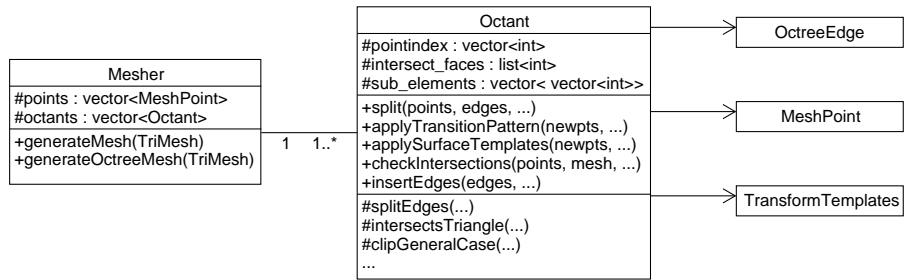 Mesher
#points : vector<MeshPoint>
#octants : vector<Octant>
+generateMesh(TriMesh)
+generateOctreeMesh(TriMesh)
1 1..*
Octant
#pointindex : vector<int>
#intersect_faces : list<int>
#sub_elements : vector< vector<int>>
+split(points, edges, ...)
+applyTransitionPattern(newpts, ...)
+applySurfaceTemplates(newpts, ...)
+checkIntersections(points, mesh, ...)
+insertEdges(edges, ...)
#splitEdges(...)
#intersectsTriangle(...)
#clipGeneralCase(...)
...
OctreeEdge
MeshPoint
TransformTemplates